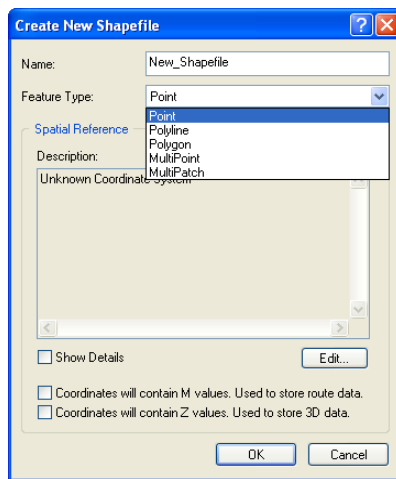 Create New Shapefile
Name: New_Shapefile
Feature Type: Point
Point
Polyline
Polygon
MultiPoint
MultiPatch
Spatial Reference
Description:
Unknown Coordinate System
Show Details
Edit...
Coordinates will contain M values. Used to store route data.
Coordinates will contain Z values. Used to store 3D data.
OK Cancel